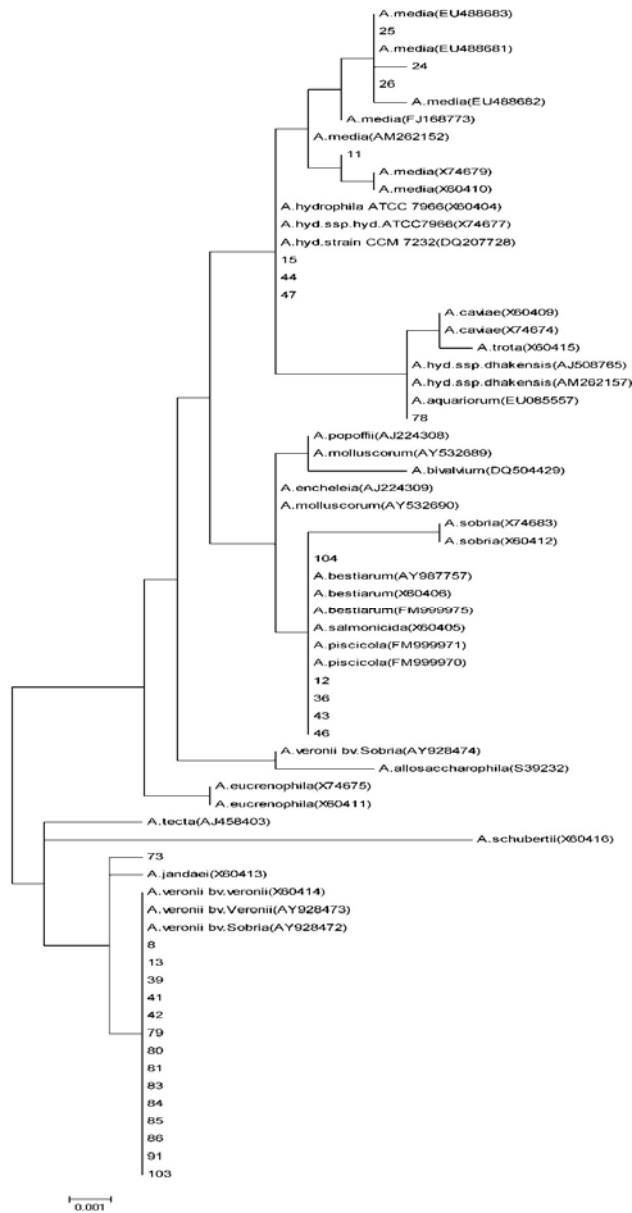 A.media(EU488683)
25
A.media(EU488681)
24
26
A.media(EU488682)
A.media(FJ168773)
A.media(AM262152)
11
A.media(X74679)
A.media(X60410)
A.hydrophila ATCC 7966(X60404)
A.hyd.ssp.hyd.ATCC7966(X74677)
A.hyd.strain CCM 7232(DQ207728)
15
44
47
A.caviae(X60409)
A.caviae(X74674)
A.trota(X60415)
A.hyd.ssp.dhakensis(AJ508765)
A.hyd.ssp.dhakensis(AM262157)
A.aquariorum(EU085557)
78
A.popoffii(AJ224308)
A.molluscorum(AY532689)
A.bivalvium(DQ504429)
A.encheleia(AJ224309)
A.molluscorum(AY532690)
A.sobria(X74683)
A.sobria(X60412)
104
A.bestiarum(AY987757)
A.bestiarum(X60406)
A.bestiarum(FM999975)
A.salmonicida(X60405)
A.piscicola(FM999971)
A.piscicola(FM999970)
12
36
43
46
A.veronii bv.Sobria(AY928474)
A.allosaccharophila(S39232)
A.eucrenophila(X74675)
A.eucrenophila(X60411)
A.tecta(AJ458403)
A.schubertii(X60416)
73
A.jandaei(X60413)
A.veronii bv.veronii(X60414)
A.veronii bv.Veronii(AY928473)
A.veronii bv.Sobria(AY928472)
8
13
39
41
42
79
80
81
83
84
85
86
91
103
0.001